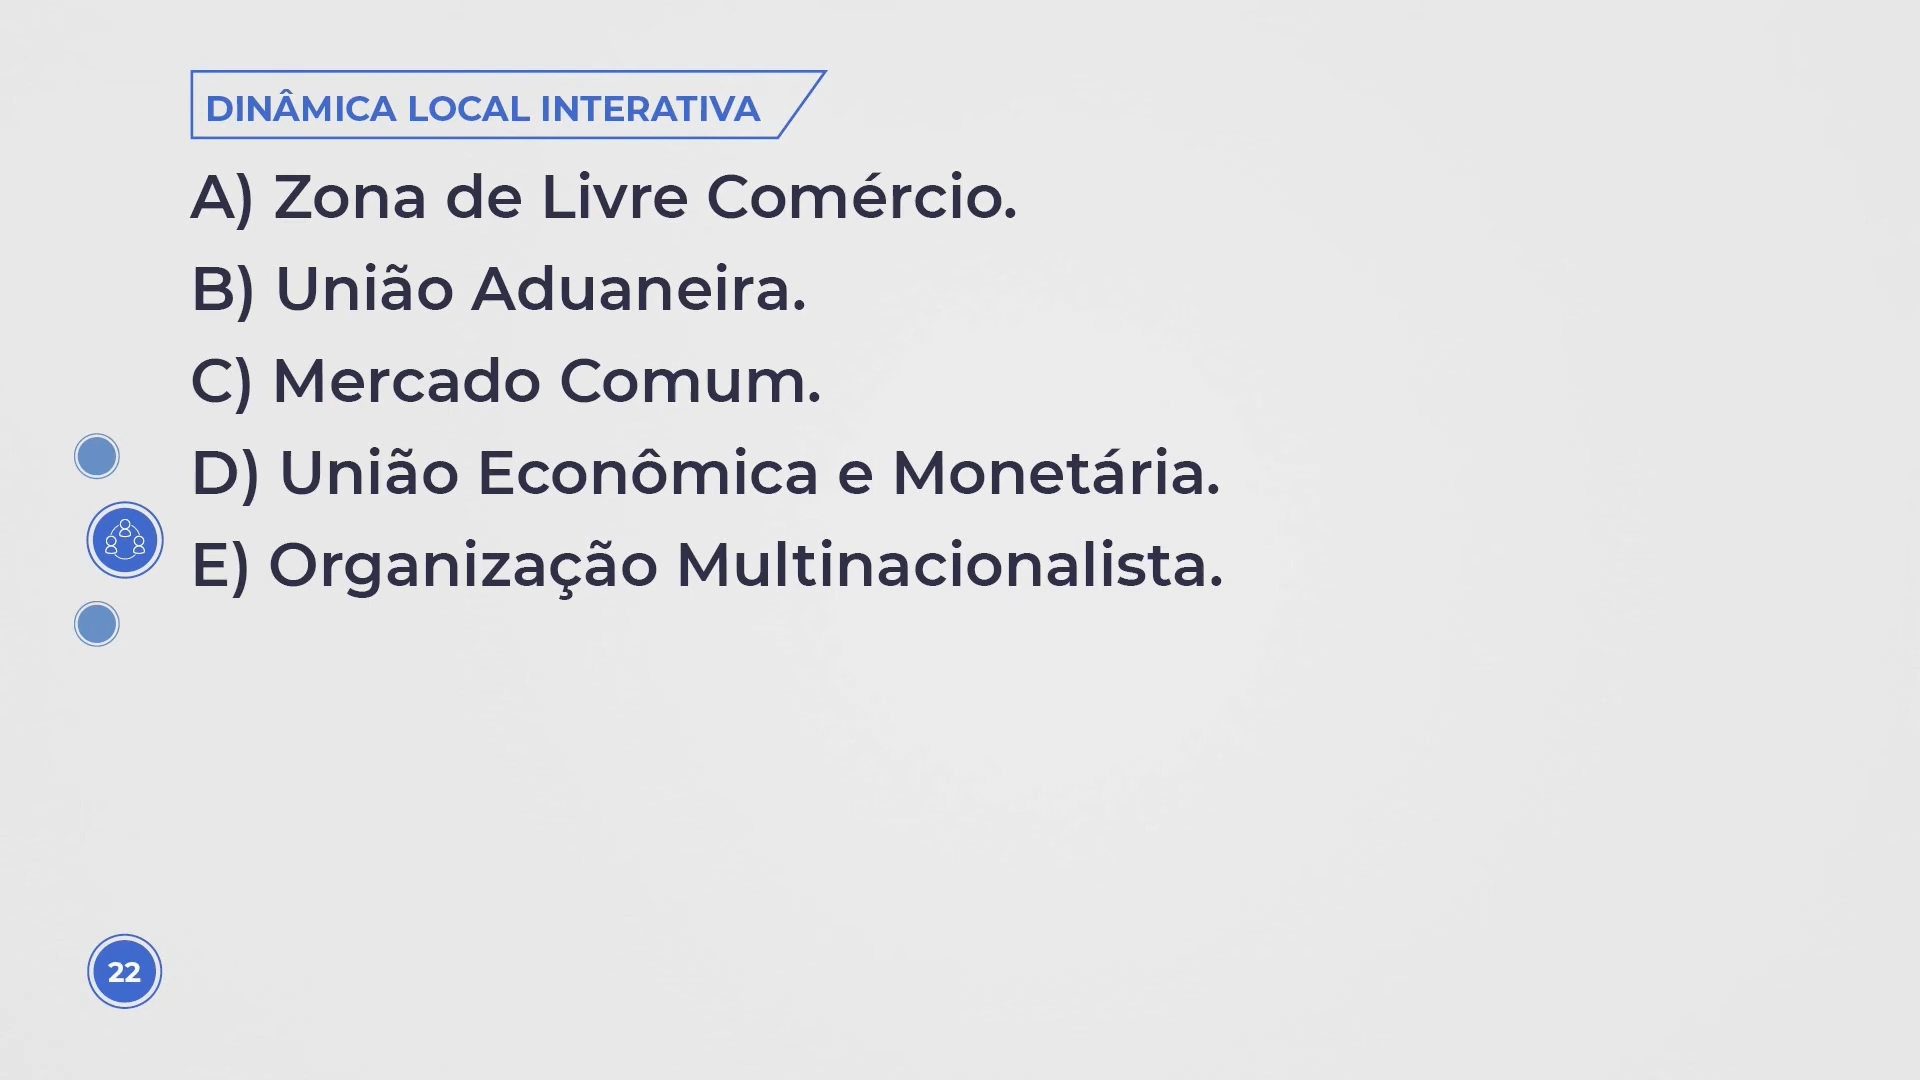 DINÂMICA LOCAL INTERATIVA
A) Zona de Livre Comércio.
B) União Aduaneira.
C) Mercado Comum.
D) União Econômica e Monetária.
E) Organização Multinacionalista.
22